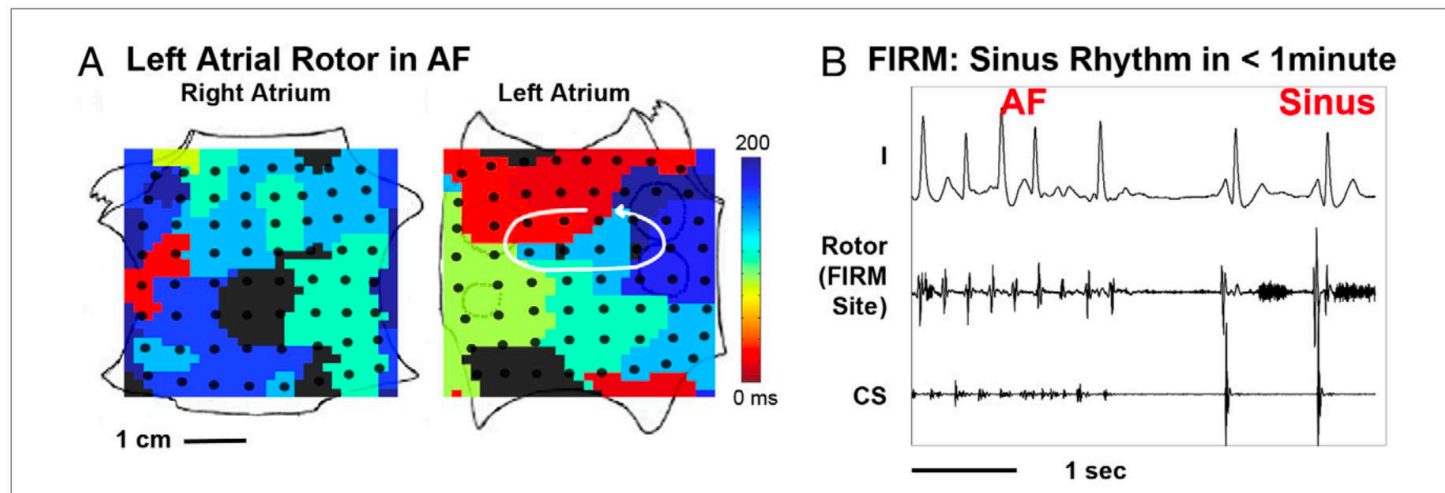 A Left Atrial Rotor in AF
Right Atrium
Left Atrium
200
0 ms
1 cm
B FIRM: Sinus Rhythm in < 1minute
AF
Sinus
I
Rotor
(FIRM
Site)
CS
1 sec